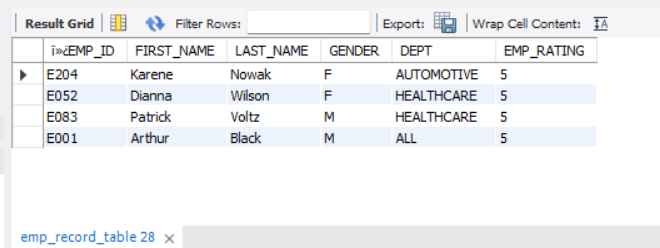 Result Grid Filter Rows: Export: Wrap Cell Content: IA
ï»¿EMP_ID FIRST_NAME LAST_NAME GENDER DEPT EMP_RATING
E204 Karene Nowak F AUTOMOTIVE 5
E052 Dianna Wilson F HEALTHCARE 5
E083 Patrick Voltz M HEALTHCARE 5
E001 Arthur Black M ALL 5
emp_record_table 28 ×